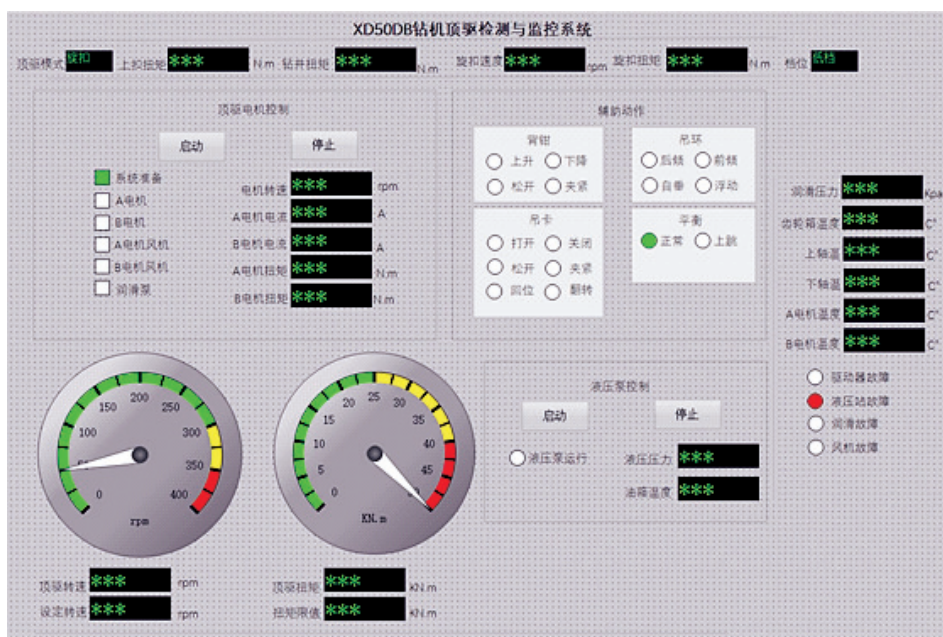 XD50DB钻机顶驱检测与监控系统
顶驱模式 旋扣 上扣扭矩 *** N.m 钻井扭矩 *** N.m 旋扣速度 *** rpm 旋扣扭矩 *** N.m 档位 低档
顶驱电机控制
启动 停止
系统准备
A电机
B电机
A电机风机
B电机风机
润滑泵
电机转速 *** rpm
A电机电流 *** A
B电机电流 *** A
A电机扭矩 *** N.m
B电机扭矩 *** N.m
辅助动作
背钳
上升 下降
松开 夹紧
吊环
后倾 前倾
自垂 浮动
吊卡
打开 关闭
松开 夹紧
回位 翻转
平衡
正常 上跳
润滑压力 *** Kpa
齿轮箱温度 *** C°
上轴温 *** C°
下轴温 *** C°
A电机温度 *** C°
B电机温度 *** C°
驱动器故障
液压站故障
润滑故障
风机故障
0 50 100 150 200 250 300 350 400
rpm
0 5 10 15 20 25 30 35 40 45 50
KN.m
液压泵控制
启动 停止
液压泵运行
液压压力 ***
油箱温度 ***
顶驱转速 *** rpm
设定转速 *** rpm
顶驱扭矩 *** KN.m
扭矩限值 *** KN.m